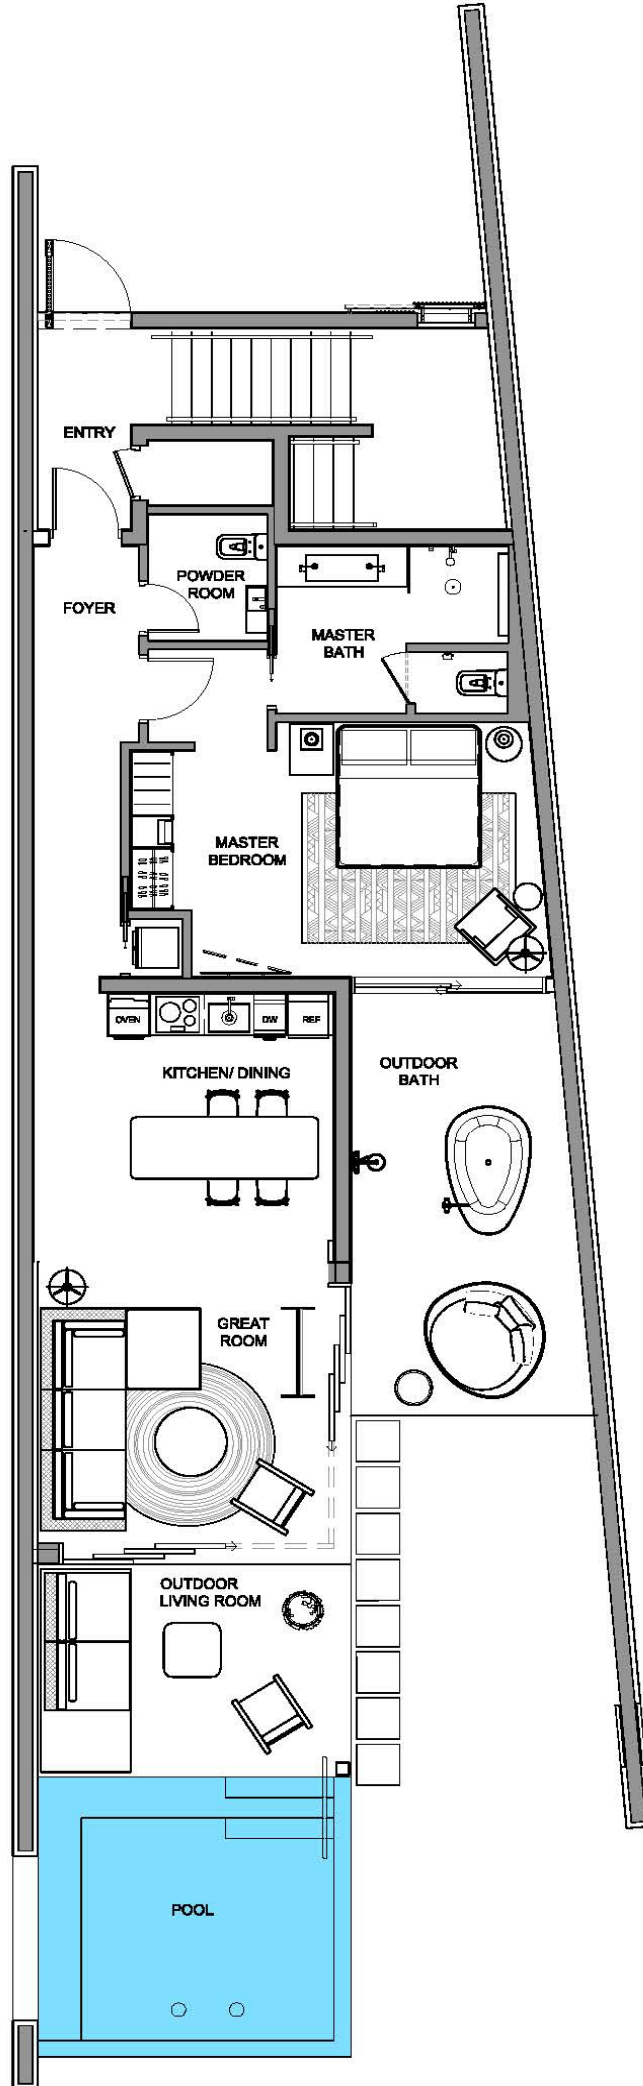 ENTRY
POWDER
ROOM
FOYER
MASTER
BATH
MASTER
BEDROOM
OVEN
DW
REF
KITCHEN/ DINING
OUTDOOR
BATH
GREAT
ROOM
OUTDOOR
LIVING ROOM
POOL